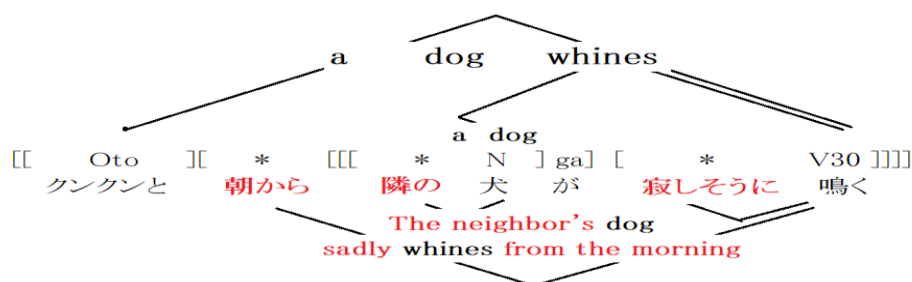 a dog whines
a dog
[[ Oto ][ * [[[ * N ] ga] [ * V30 ]]]]
クンクンと 朝から 隣の 犬 が 寂しそうに 鳴く
The neighbor's dog
sadly whines from the morning